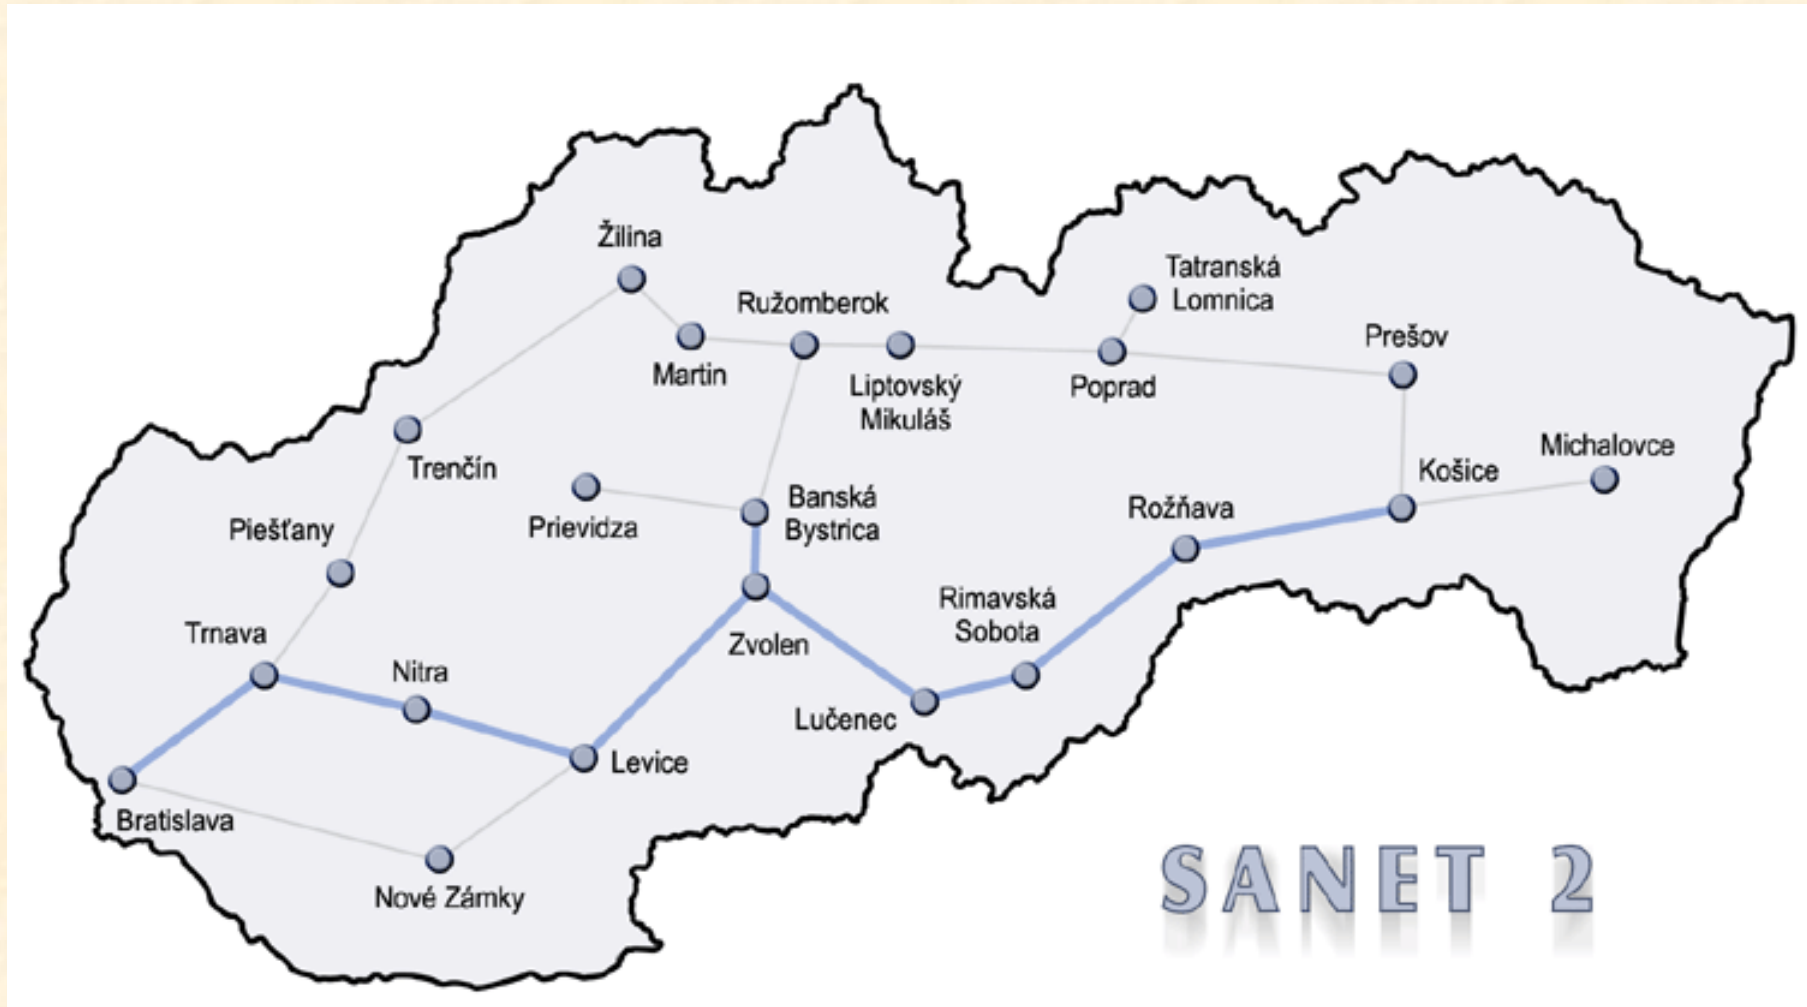 Žilina
Tatranská
Lomnica
Ružomberok
Prešov
Martin
Liptovský
Mikuláš
Poprad
Trenčín
Michalovce
Košice
Banská
Bystrica
Prievidza
Rožňava
Piešťany
Rimavská
Sobota
Trnava
Zvolen
Nitra
Lučenec
Levice
Bratislava
Nové Zámky
SANET 2